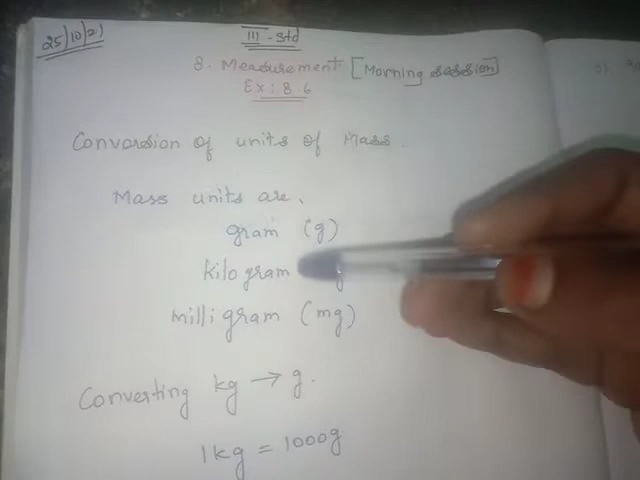 25/10/21
III - Std
8. Measurement [Morning session]
Ex: 8.6
Conversion of units of Mass.
Mass units are,
gram (g)
kilogram
milligram (mg)
Converting kg → g.
1kg = 1000g